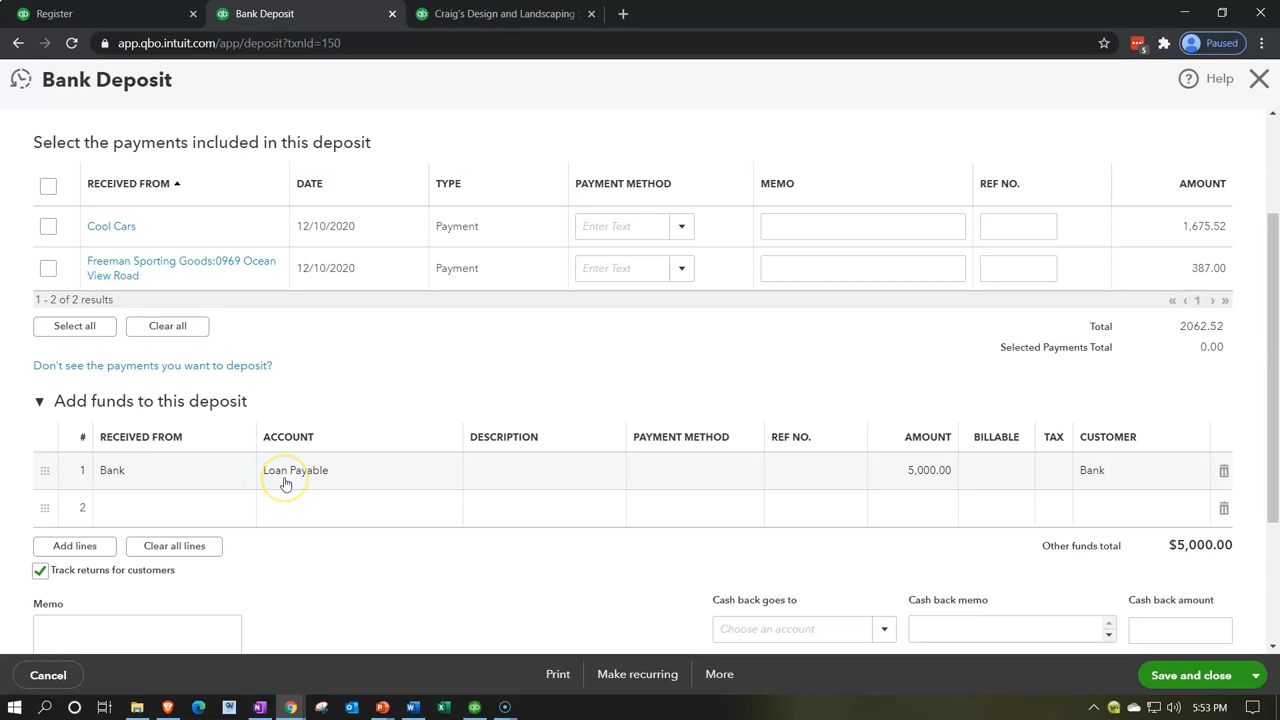 Register
Bank Deposit
Craig's Design and Landscaping
app.qbo.intuit.com/app/deposit?txnId=150
5
Paused
Bank Deposit
Help
Select the payments included in this deposit
RECEIVED FROM DATE TYPE PAYMENT METHOD MEMO REF NO. AMOUNT
Cool Cars 12/10/2020 Payment Enter Text 1,675.52
Freeman Sporting Goods:0969 Ocean
View Road 12/10/2020 Payment Enter Text 387.00
1 - 2 of 2 results
« ‹ 1 › »
Select all Clear all
Total 2062.52
Selected Payments Total 0.00
Don't see the payments you want to deposit?
Add funds to this deposit
# RECEIVED FROM ACCOUNT DESCRIPTION PAYMENT METHOD REF NO. AMOUNT BILLABLE TAX CUSTOMER
1 Bank Loan Payable 5,000.00 Bank
2
Add lines Clear all lines
Other funds total $5,000.00
Track returns for customers
Memo
Cash back goes to Cash back memo Cash back amount
Choose an account
Cancel Print Make recurring More Save and close
5:53 PM